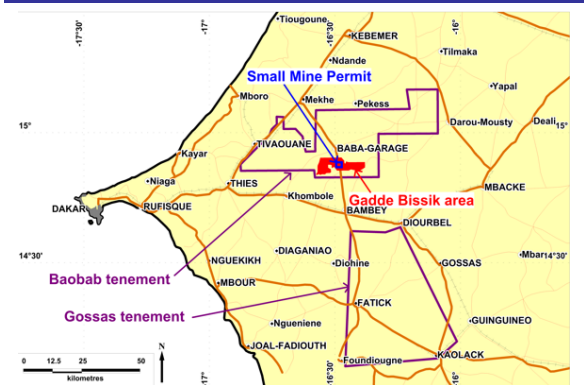 -17°30'
-17°
-16°30'
-16°
Tiougoune
KEBEMER
Ndande
Tilmaka
Small Mine Permit
Mboro
Mekhe
Pekess
Yapal
15°
Darou-Mousty
Deali
15°
TIVAOUANE
BABA-GARAGE
Kayar
Niaga
THIES
MBACKE
Khombole
Gadde Bissik area
DAKAR
RUFISQUE
BAMBEY
DIOURBEL
14°30'
NGUEKIKH
DIAGANIAO
Diohine
GOSSAS
Mbar
14°30'
Baobab tenement
MBOUR
Gossas tenement
FATICK
Ngueniene
GUINGUINEO
JOAL-FADIOUTH
Foundiougne
KAOLACK
0 12.5 25 50
kilometres
N
-17°
-16°30'
-16°